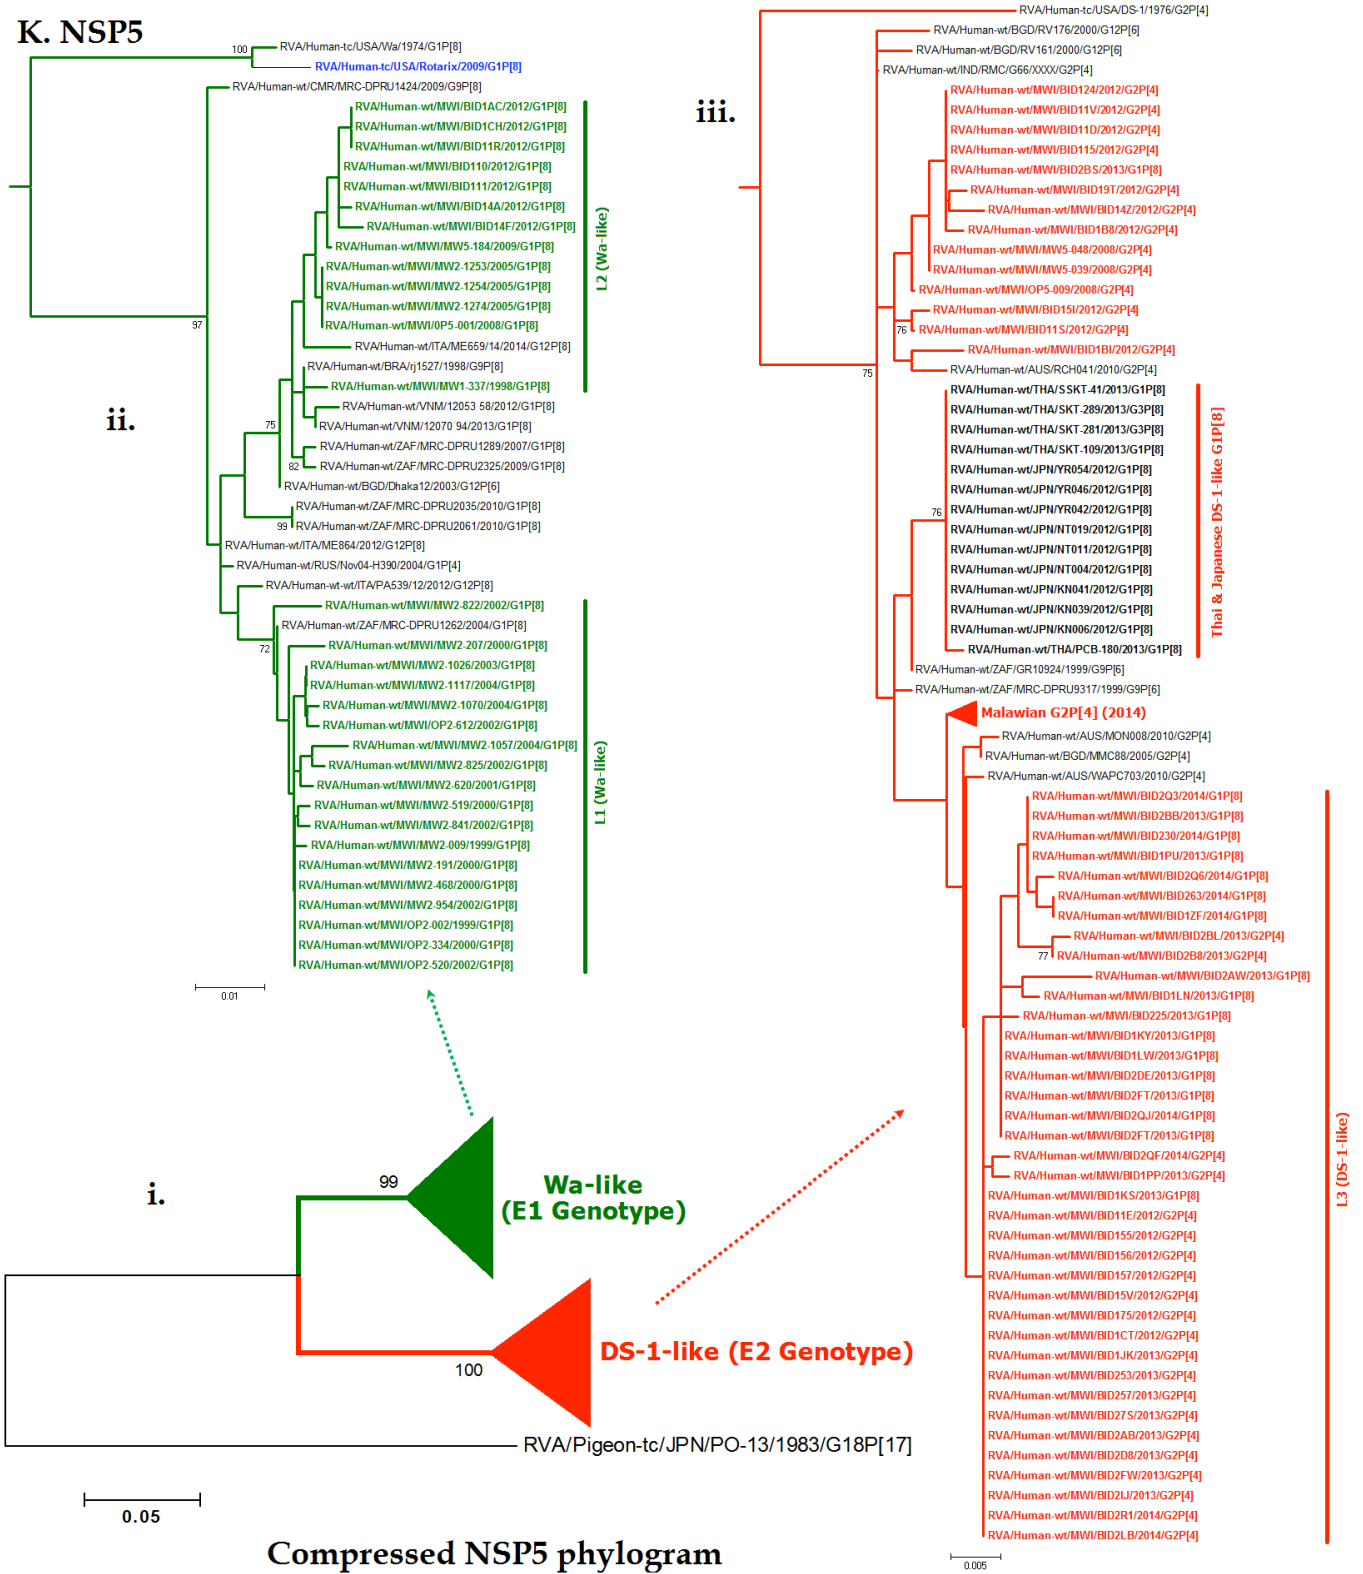 K. NSP5
100
RVA/Human-tc/USA/Wa/1974/G1P[8]
RVA/Human-tc/USA/Rotarix/2009/G1P[8]
RVA/Human-wt/CMR/MRC-DPRU1424/2009/G9P[8]
RVA/Human-wt/MWI/BID1AC/2012/G1P[8]
RVA/Human-wt/MWI/BID1CH/2012/G1P[8]
RVA/Human-wt/MWI/BID11R/2012/G1P[8]
RVA/Human-wt/MWI/BID110/2012/G1P[8]
RVA/Human-wt/MWI/BID111/2012/G1P[8]
RVA/Human-wt/MWI/BID14A/2012/G1P[8]
RVA/Human-wt/MWI/BID14F/2012/G1P[8]
RVA/Human-wt/MWI/MW5-184/2009/G1P[8]
RVA/Human-wt/MWI/MW2-1253/2005/G1P[8]
RVA/Human-wt/MWI/MW2-1254/2005/G1P[8]
RVA/Human-wt/MWI/MW2-1274/2005/G1P[8]
RVA/Human-wt/MWI/0P5-001/2008/G1P[8]
97
RVA/Human-wt/ITA/ME659/14/2014/G12P[8]
RVA/Human-wt/BRA/rj1527/1998/G9P[8]
RVA/Human-wt/MWI/MW1-337/1998/G1P[8]
L2 (Wa-like)
ii.
RVA/Human-wt/VNM/12053 58/2012/G1P[8]
75
RVA/Human-wt/VNM/12070 94/2013/G1P[8]
RVA/Human-wt/ZAF/MRC-DPRU1289/2007/G1P[8]
82
RVA/Human-wt/ZAF/MRC-DPRU2325/2009/G1P[8]
RVA/Human-wt/BGD/Dhaka12/2003/G12P[6]
RVA/Human-wt/ZAF/MRC-DPRU2035/2010/G1P[8]
99
RVA/Human-wt/ZAF/MRC-DPRU2061/2010/G1P[8]
RVA/Human-wt/ITA/ME864/2012/G12P[8]
RVA/Human-wt/RUS/Nov04-H390/2004/G1P[4]
RVA/Human-wt-wt/ITA/PA539/12/2012/G12P[8]
RVA/Human-wt/MWI/MW2-822/2002/G1P[8]
RVA/Human-wt/ZAF/MRC-DPRU1262/2004/G1P[8]
72
RVA/Human-wt/MWI/MW2-207/2000/G1P[8]
RVA/Human-wt/MWI/MW2-1026/2003/G1P[8]
RVA/Human-wt/MWI/MW2-1117/2004/G1P[8]
RVA/Human-wt/MWI/MW2-1070/2004/G1P[8]
RVA/Human-wt/MWI/OP2-612/2002/G1P[8]
RVA/Human-wt/MWI/MW2-1057/2004/G1P[8]
RVA/Human-wt/MWI/MW2-825/2002/G1P[8]
RVA/Human-wt/MWI/MW2-620/2001/G1P[8]
RVA/Human-wt/MWI/MW2-519/2000/G1P[8]
RVA/Human-wt/MWI/MW2-841/2002/G1P[8]
RVA/Human-wt/MWI/MW2-009/1999/G1P[8]
RVA/Human-wt/MWI/MW2-191/2000/G1P[8]
RVA/Human-wt/MWI/MW2-468/2000/G1P[8]
RVA/Human-wt/MWI/MW2-954/2002/G1P[8]
RVA/Human-wt/MWI/OP2-002/1999/G1P[8]
RVA/Human-wt/MWI/OP2-334/2000/G1P[8]
RVA/Human-wt/MWI/OP2-520/2002/G1P[8]
L1 (Wa-like)
0.01
i.
99
Wa-like
(E1 Genotype)
DS-1-like (E2 Genotype)
100
RVA/Pigeon-tc/JPN/PO-13/1983/G18P[17]
0.05
Compressed NSP5 phylogram
iii.
RVA/Human-tc/USA/DS-1/1976/G2P[4]
RVA/Human-wt/BGD/RV176/2000/G12P[6]
RVA/Human-wt/BGD/RV161/2000/G12P[6]
RVA/Human-wt/IND/RMC/G66/XXXX/G2P[4]
RVA/Human-wt/MWI/BID124/2012/G2P[4]
RVA/Human-wt/MWI/BID11V/2012/G2P[4]
RVA/Human-wt/MWI/BID11D/2012/G2P[4]
RVA/Human-wt/MWI/BID115/2012/G2P[4]
RVA/Human-wt/MWI/BID2BS/2013/G1P[8]
RVA/Human-wt/MWI/BID19T/2012/G2P[4]
RVA/Human-wt/MWI/BID14Z/2012/G2P[4]
RVA/Human-wt/MWI/BID1B8/2012/G2P[4]
RVA/Human-wt/MWI/MW5-048/2008/G2P[4]
RVA/Human-wt/MWI/MW5-039/2008/G2P[4]
RVA/Human-wt/MWI/OP5-009/2008/G2P[4]
RVA/Human-wt/MWI/BID15I/2012/G2P[4]
76
RVA/Human-wt/MWI/BID11S/2012/G2P[4]
RVA/Human-wt/MWI/BID1BI/2012/G2P[4]
75
RVA/Human-wt/AUS/RCH041/2010/G2P[4]
RVA/Human-wt/THA/SSKT-41/2013/G1P[8]
RVA/Human-wt/THA/SKT-289/2013/G3P[8]
RVA/Human-wt/THA/SKT-281/2013/G3P[8]
RVA/Human-wt/THA/SKT-109/2013/G1P[8]
RVA/Human-wt/JPN/YR054/2012/G1P[8]
RVA/Human-wt/JPN/YR046/2012/G1P[8]
76
RVA/Human-wt/JPN/YR042/2012/G1P[8]
RVA/Human-wt/JPN/NT019/2012/G1P[8]
RVA/Human-wt/JPN/NT011/2012/G1P[8]
RVA/Human-wt/JPN/NT004/2012/G1P[8]
RVA/Human-wt/JPN/KN041/2012/G1P[8]
RVA/Human-wt/JPN/KN039/2012/G1P[8]
RVA/Human-wt/JPN/KN006/2012/G1P[8]
RVA/Human-wt/THA/PCB-180/2013/G1P[8]
Thai & Japanese DS-1-like G1P[8]
RVA/Human-wt/ZAF/GR10924/1999/G9P[6]
RVA/Human-wt/ZAF/MRC-DPRU9317/1999/G9P[6]
Malawian G2P[4] (2014)
RVA/Human-wt/AUS/MON008/2010/G2P[4]
RVA/Human-wt/BGD/MMC88/2005/G2P[4]
RVA/Human-wt/AUS/WAPC703/2010/G2P[4]
RVA/Human-wt/MWI/BID2Q3/2014/G1P[8]
RVA/Human-wt/MWI/BID2BB/2013/G1P[8]
RVA/Human-wt/MWI/BID230/2014/G1P[8]
RVA/Human-wt/MWI/BID1PU/2013/G1P[8]
RVA/Human-wt/MWI/BID2Q6/2014/G1P[8]
RVA/Human-wt/MWI/BID263/2014/G1P[8]
RVA/Human-wt/MWI/BID1ZF/2014/G1P[8]
RVA/Human-wt/MWI/BID2BL/2013/G2P[4]
77
RVA/Human-wt/MWI/BID2B8/2013/G2P[4]
RVA/Human-wt/MWI/BID2AW/2013/G1P[8]
RVA/Human-wt/MWI/BID1LN/2013/G1P[8]
RVA/Human-wt/MWI/BID225/2013/G1P[8]
RVA/Human-wt/MWI/BID1KY/2013/G1P[8]
RVA/Human-wt/MWI/BID1LW/2013/G1P[8]
RVA/Human-wt/MWI/BID2DE/2013/G1P[8]
RVA/Human-wt/MWI/BID2FT/2013/G1P[8]
RVA/Human-wt/MWI/BID2QJ/2014/G1P[8]
RVA/Human-wt/MWI/BID2FT/2013/G1P[8]
RVA/Human-wt/MWI/BID2QF/2014/G2P[4]
RVA/Human-wt/MWI/BID1PP/2013/G2P[4]
RVA/Human-wt/MWI/BID1KS/2013/G1P[8]
RVA/Human-wt/MWI/BID11E/2012/G2P[4]
RVA/Human-wt/MWI/BID155/2012/G2P[4]
RVA/Human-wt/MWI/BID156/2012/G2P[4]
RVA/Human-wt/MWI/BID157/2012/G2P[4]
RVA/Human-wt/MWI/BID15V/2012/G2P[4]
RVA/Human-wt/MWI/BID175/2012/G2P[4]
RVA/Human-wt/MWI/BID1CT/2012/G2P[4]
RVA/Human-wt/MWI/BID1JK/2013/G2P[4]
RVA/Human-wt/MWI/BID253/2013/G2P[4]
RVA/Human-wt/MWI/BID257/2013/G2P[4]
RVA/Human-wt/MWI/BID27S/2013/G2P[4]
RVA/Human-wt/MWI/BID2AB/2013/G2P[4]
RVA/Human-wt/MWI/BID2D8/2013/G2P[4]
RVA/Human-wt/MWI/BID2FW/2013/G2P[4]
RVA/Human-wt/MWI/BID2IJ/2013/G2P[4]
RVA/Human-wt/MWI/BID2R1/2014/G2P[4]
RVA/Human-wt/MWI/BID2LB/2014/G2P[4]
L3 (DS-1-like)
0.005